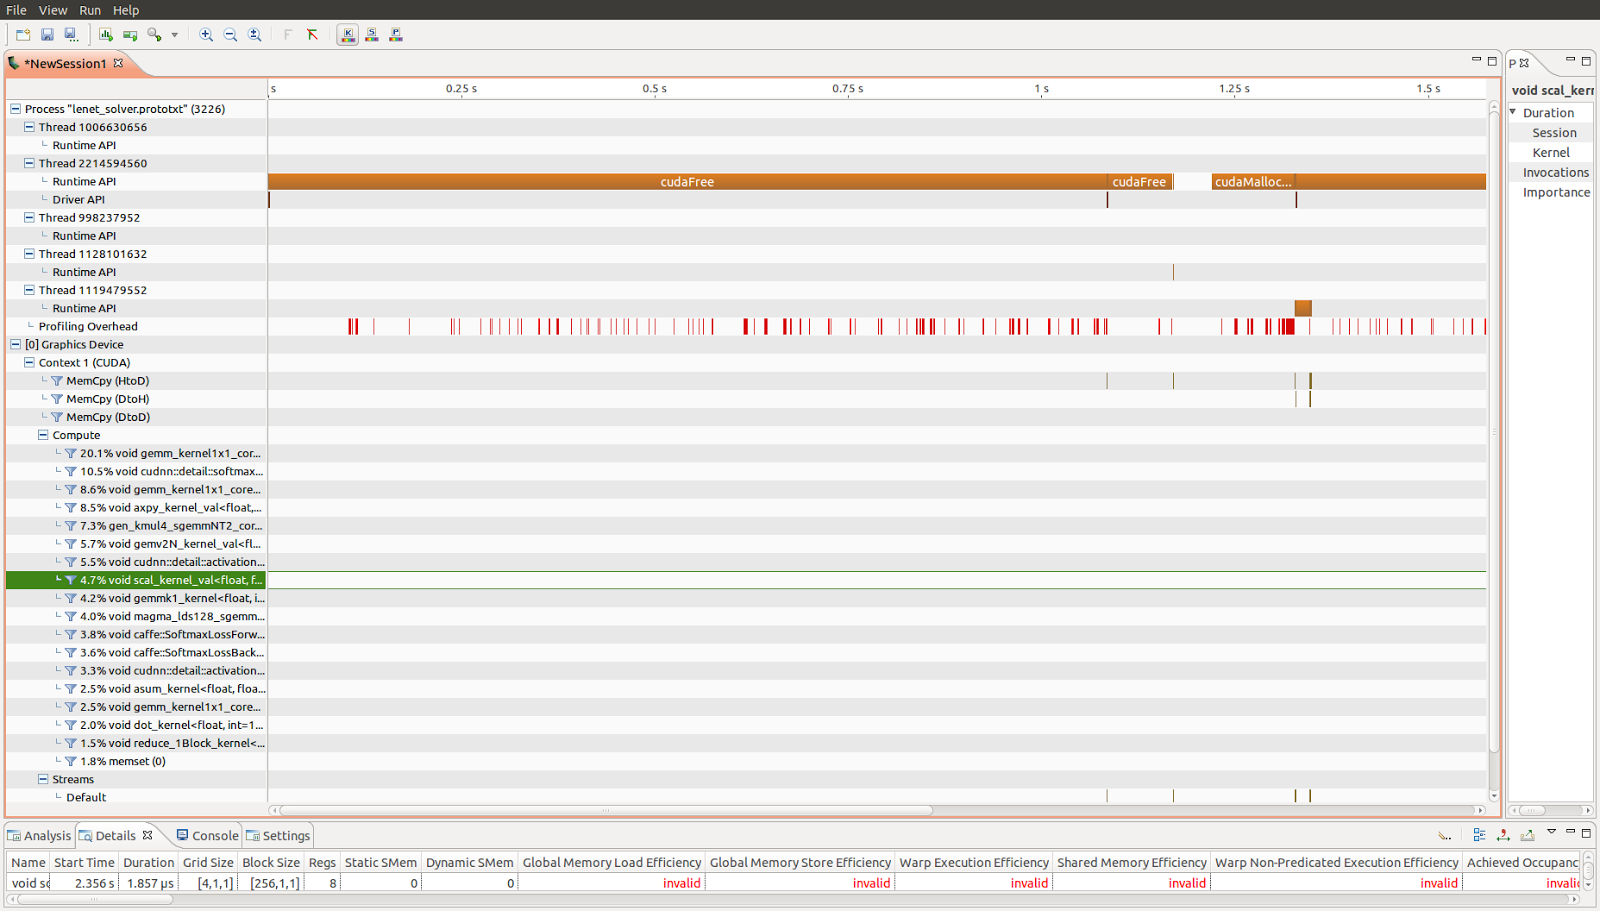 File View Run Help
*NewSession1
P
s 0.25 s 0.5 s 0.75 s 1 s 1.25 s 1.5 s
void scal_kerr
Process "lenet_solver.prototxt" (3226)
Duration
Thread 1006630656
Session
Runtime API
Kernel
Thread 2214594560
Invocations
Runtime API cudaFree cudaFree cudaMalloc...
Importance
Driver API
Thread 998237952
Runtime API
Thread 1128101632
Runtime API
Thread 1119479552
Runtime API
Profiling Overhead
[0] Graphics Device
Context 1 (CUDA)
MemCpy (HtoD)
MemCpy (DtoH)
MemCpy (DtoD)
Compute
20.1% void gemm_kernel1x1_cor...
10.5% void cudnn::detail::softmax...
8.6% void gemm_kernel1x1_core...
8.5% void axpy_kernel_val<float,...
7.3% gen_kmul4_sgemmNT2_cor...
5.7% void gemv2N_kernel_val<fl...
5.5% void cudnn::detail::activation...
4.7% void scal_kernel_val<float, f...
4.2% void gemmk1_kernel<float, i...
4.0% void magma_lds128_sgemm...
3.8% void caffe::SoftmaxLossForw...
3.6% void caffe::SoftmaxLossBack...
3.3% void cudnn::detail::activation...
2.5% void asum_kernel<float, floa...
2.5% void gemm_kernel1x1_core...
2.0% void dot_kernel<float, int=1...
1.5% void reduce_1Block_kernel<...
1.8% memset (0)
Streams
Default
Analysis Details Console Settings
Name Start Time Duration Grid Size Block Size Regs Static SMem Dynamic SMem Global Memory Load Efficiency Global Memory Store Efficiency Warp Execution Efficiency Shared Memory Efficiency Warp Non-Predicated Execution Efficiency Achieved Occupanc
void sc 2.356 s 1.857 µs [4,1,1] [256,1,1] 8 0 0 invalid invalid invalid invalid invalid invalid